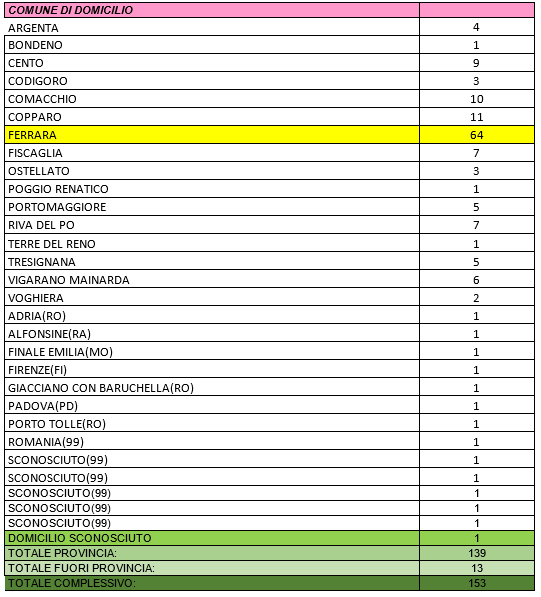 COMUNE DI DOMICILIO
ARGENTA 4
BONDENO 1
CENTO 9
CODIGORO 3
COMACCHIO 10
COPPARO 11
FERRARA 64
FISCAGLIA 7
OSTELLATO 3
POGGIO RENATICO 1
PORTOMAGGIORE 5
RIVA DEL PO 7
TERRE DEL RENO 1
TRESIGNANA 5
VIGARANO MAINARDA 6
VOGHIERA 2
ADRIA(RO) 1
ALFONSINE(RA) 1
FINALE EMILIA(MO) 1
FIRENZE(FI) 1
GIACCIANO CON BARUCHELLA(RO) 1
PADOVA(PD) 1
PORTO TOLLE(RO) 1
ROMANIA(99) 1
SCONOSCIUTO(99) 1
SCONOSCIUTO(99) 1
SCONOSCIUTO(99) 1
SCONOSCIUTO(99) 1
SCONOSCIUTO(99) 1
DOMICILIO SCONOSCIUTO 1
TOTALE PROVINCIA: 139
TOTALE FUORI PROVINCIA: 13
TOTALE COMPLESSIVO: 153